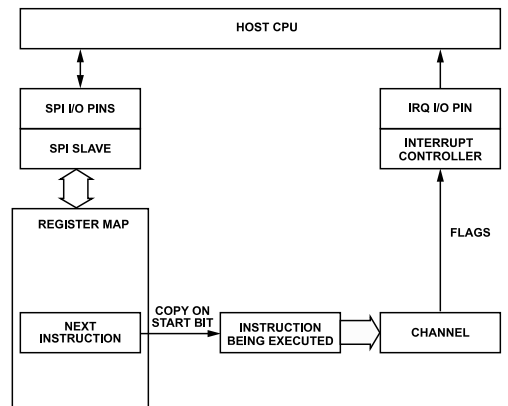 HOST CPU
SPI I/O PINS
IRQ I/O PIN
SPI SLAVE
INTERRUPT
CONTROLLER
REGISTER MAP
FLAGS
COPY ON
START BIT
NEXT
INSTRUCTION
INSTRUCTION
BEING EXECUTED
CHANNEL